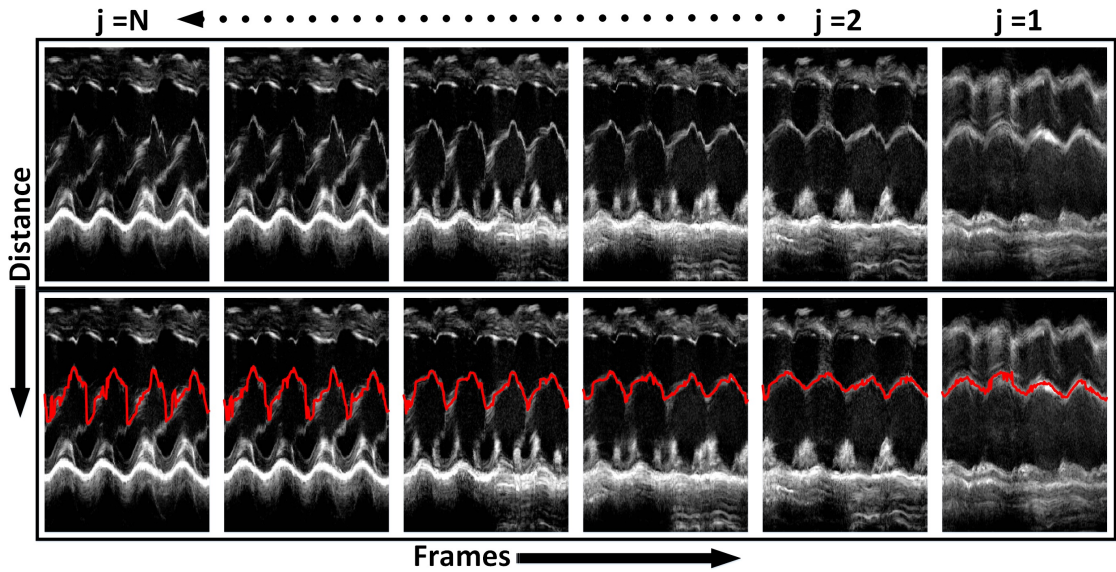 j =N
j =2
j =1
Distance
Frames